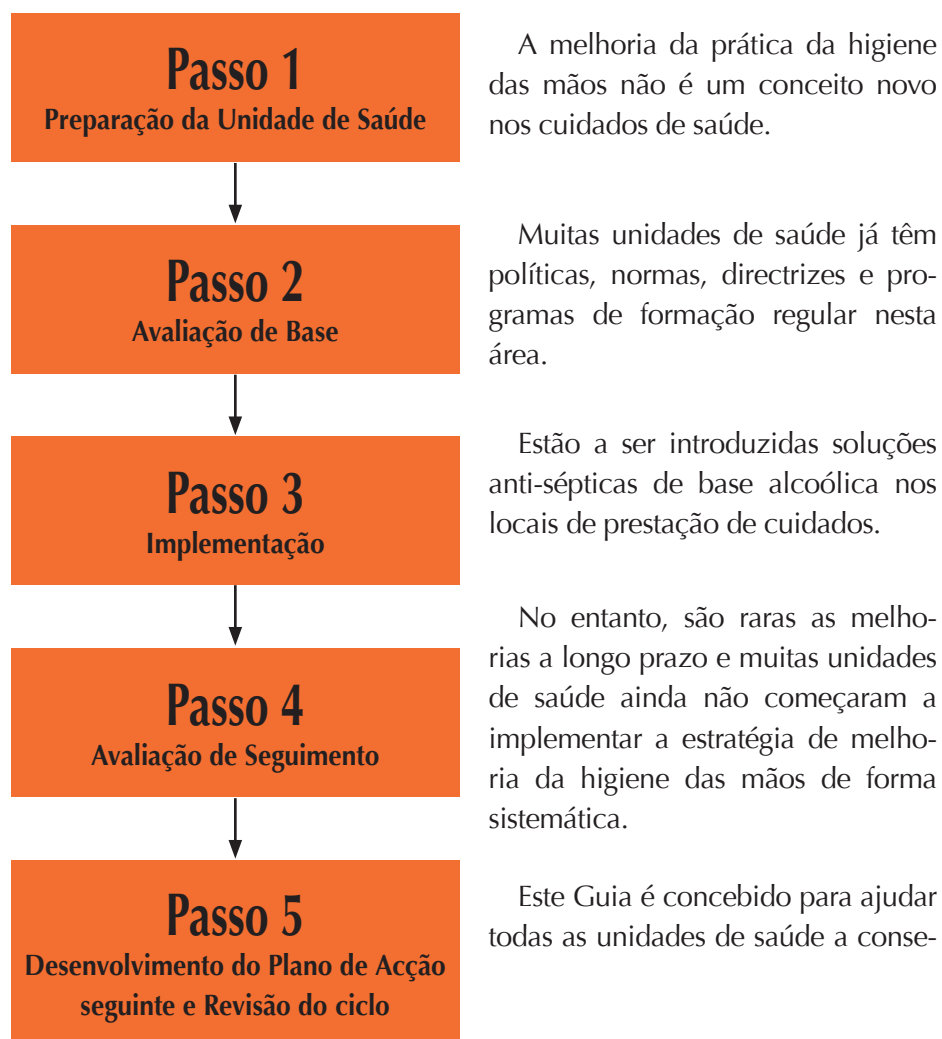 Passo 1
Preparação da Unidade de Saúde
Passo 2
Avaliação de Base
Passo 3
Implementação
Passo 4
Avaliação de Seguimento
Passo 5
Desenvolvimento do Plano de Acção
seguinte e Revisão do ciclo
A melhoria da prática da higiene
das mãos não é um conceito novo
nos cuidados de saúde.
Muitas unidades de saúde já têm
políticas, normas, directrizes e pro-
gramas de formação regular nesta
área.
Estão a ser introduzidas soluções
anti-sépticas de base alcoólica nos
locais de prestação de cuidados.
No entanto, são raras as melho-
rias a longo prazo e muitas unidades
de saúde ainda não começaram a
implementar a estratégia de melho-
ria da higiene das mãos de forma
sistemática.
Este Guia é concebido para ajudar
todas as unidades de saúde a conse-